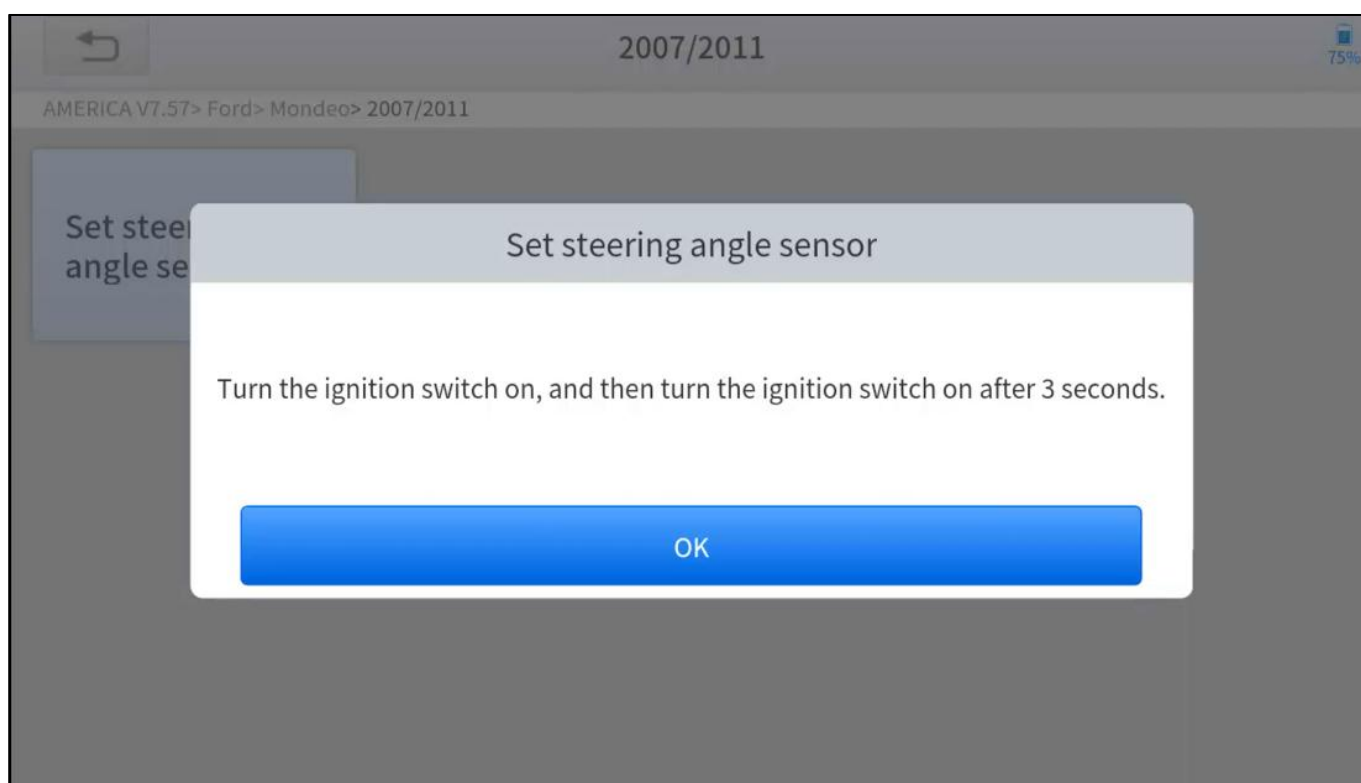 2007/2011
75%
AMERICA V7.57> Ford> Mondeo> 2007/2011
Set steer
angle se
Set steering angle sensor
Turn the ignition switch on, and then turn the ignition switch on after 3 seconds.
OK